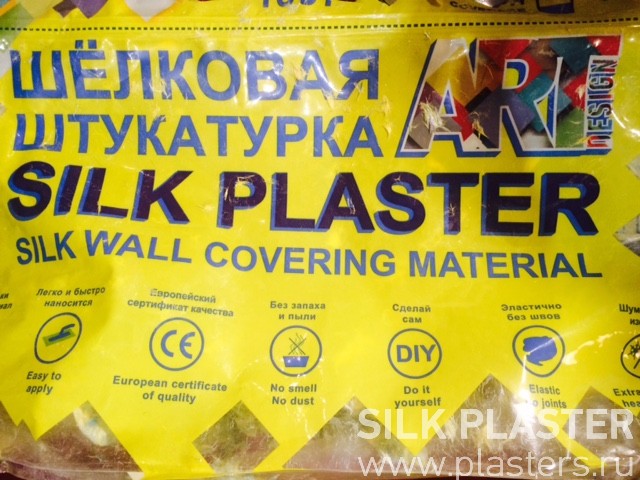 ШЁЛКОВАЯ
ШТУКАТУРКА
ART
DESIGN
SILK PLASTER
SILK WALL COVERING MATERIAL
Легко и быстро
наносится
Easy to
apply
Европейский
сертификат качества
CE
European certificate
of quality
Без запаха
и пыли
No smell
No dust
Сделай
сам
DIY
Do it
yourself
Эластично
без швов
Elastic
joints
Extra
SILK PLASTER
www.plasters.ru